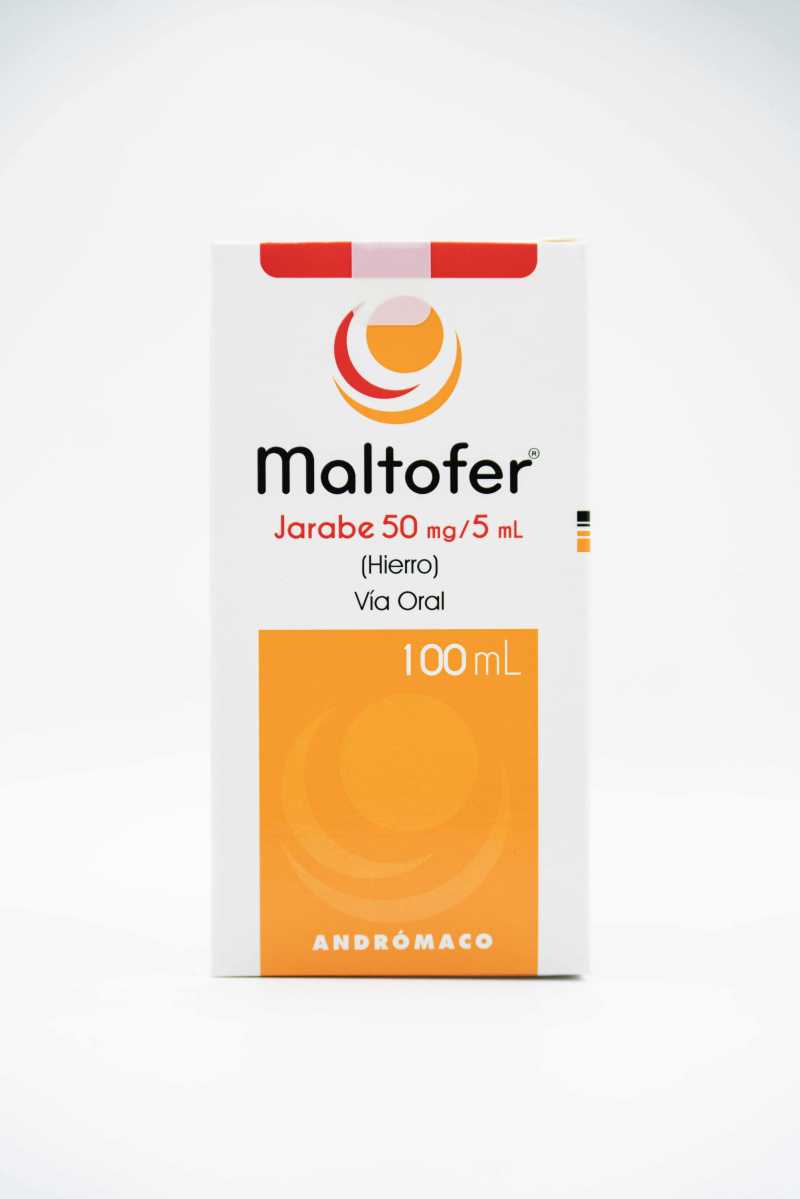 Maltofer®
Jarabe 50 mg/5 mL
(Hierro)
Vía Oral
100 mL
ANDRÓMACO